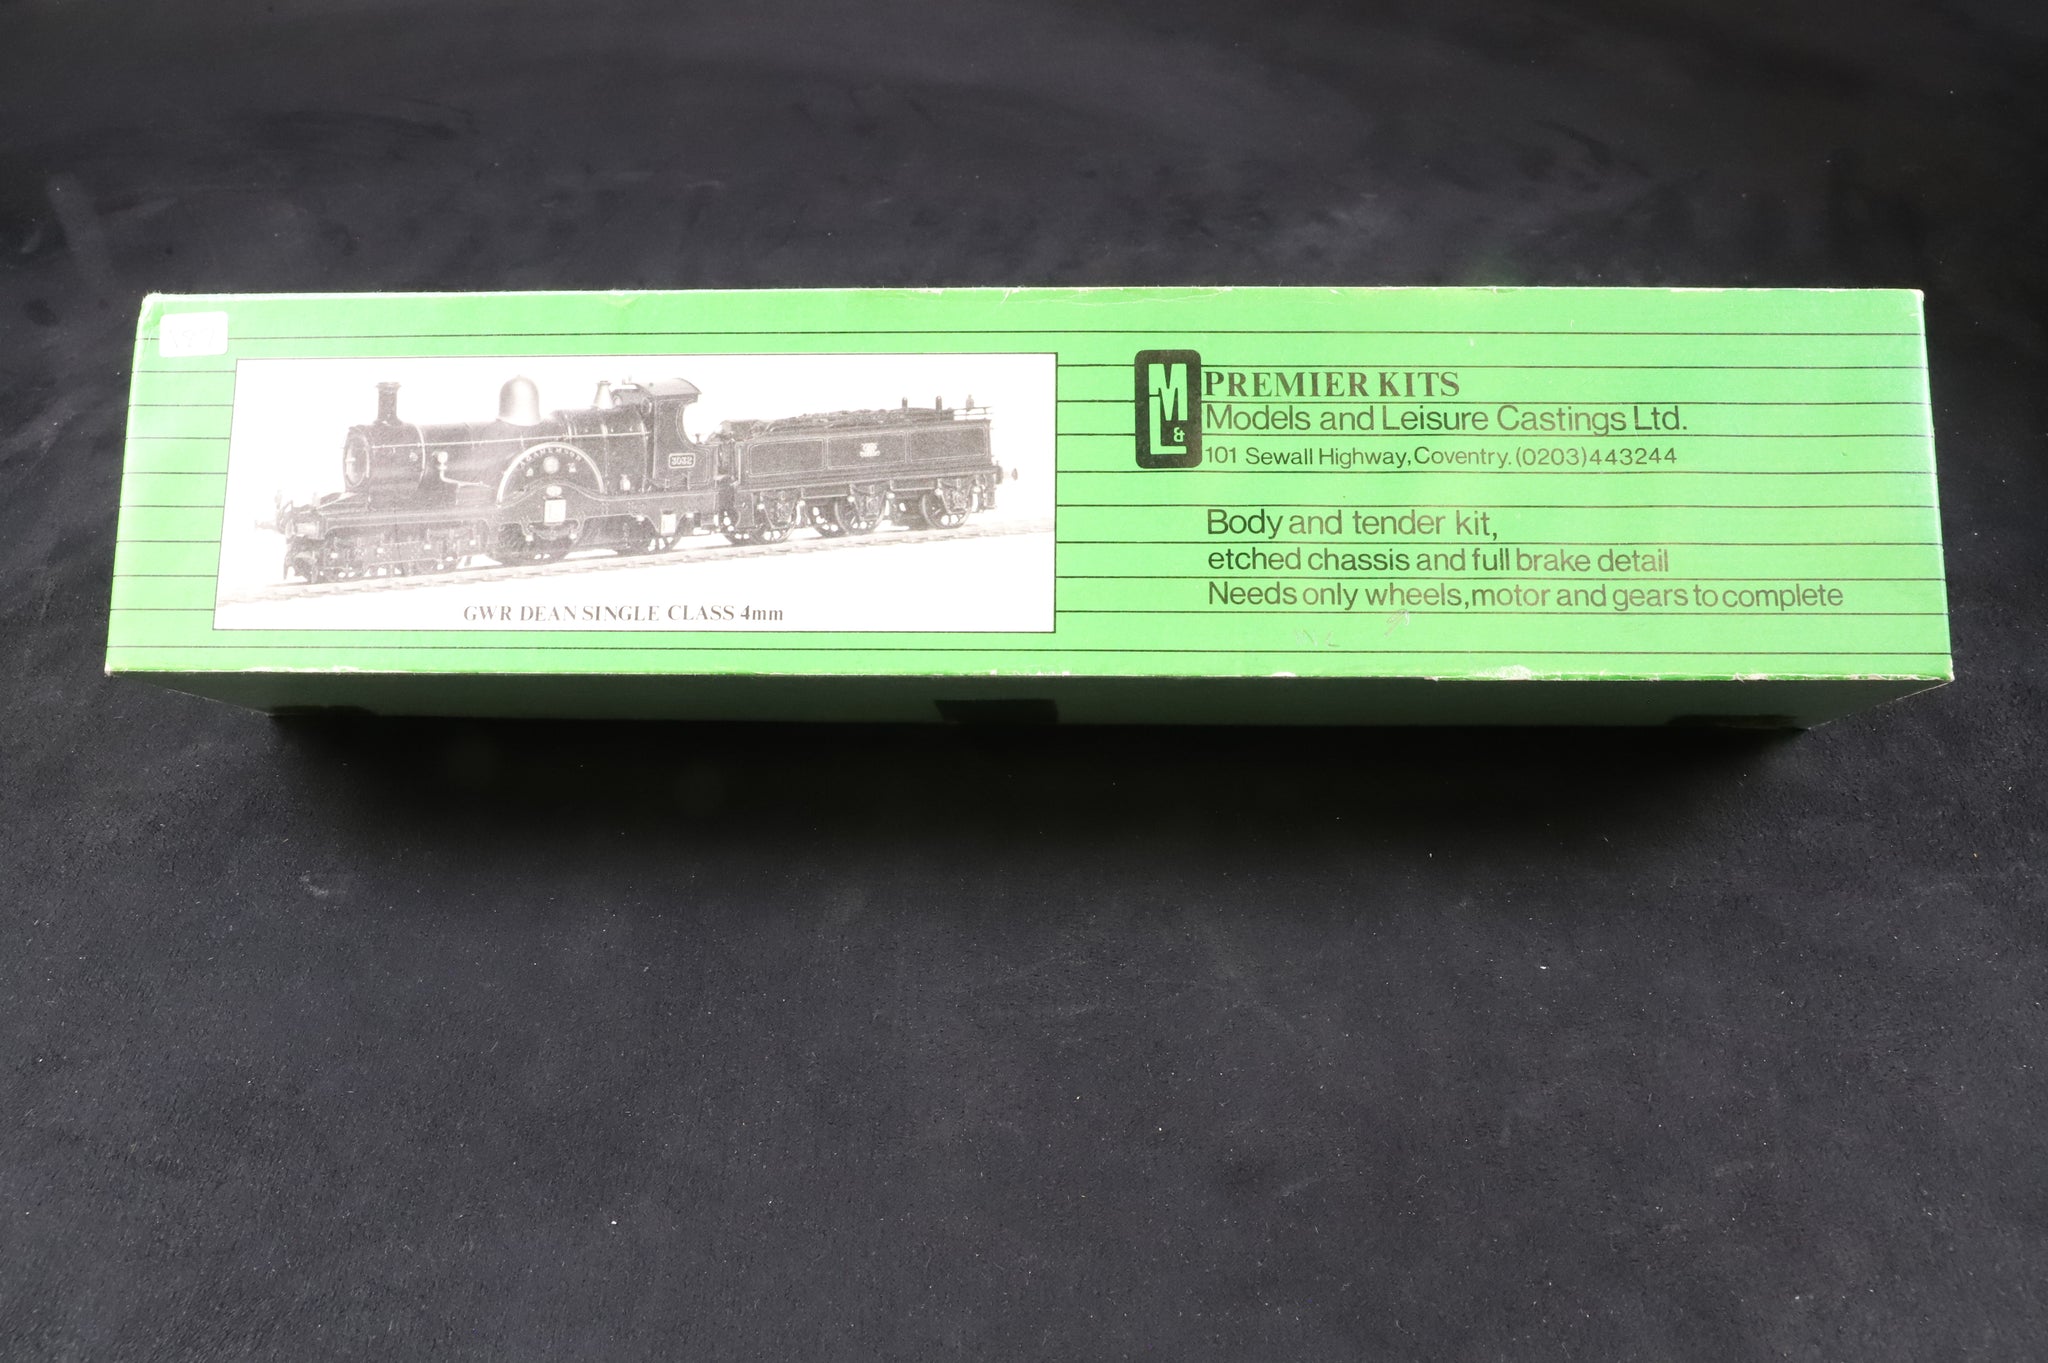 3032
GWR DEAN SINGLE CLASS 4mm
M
L &
PREMIER KITS
Models and Leisure Castings Ltd.
101 Sewall Highway, Coventry. (0203)443244
Body and tender kit,
etched chassis and full brake detail
Needs only wheels, motor and gears to complete